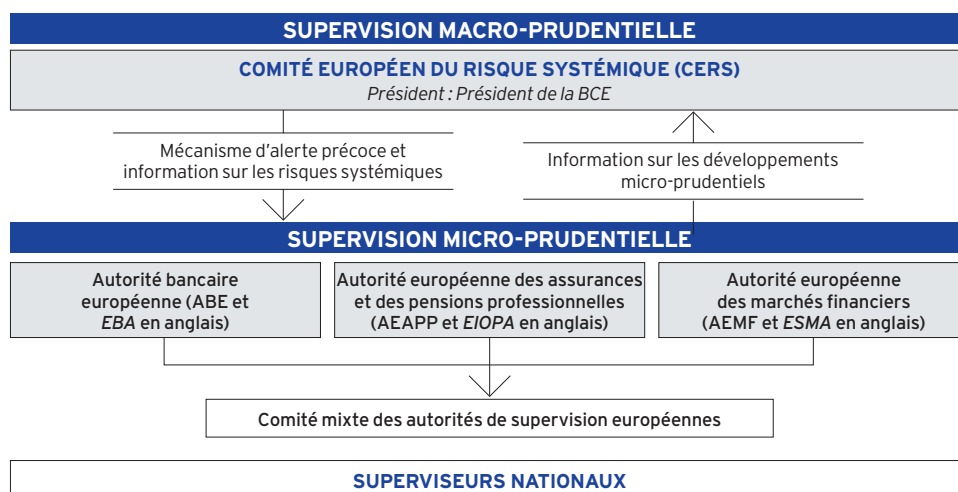 SUPERVISION MACRO-PRUDENTIELLE
COMITÉ EUROPÉEN DU RISQUE SYSTÉMIQUE (CERS)
Président : Président de la BCE
Mécanisme d'alerte précoce et
information sur les risques systémiques
Information sur les développements
micro-prudentiels
SUPERVISION MICRO-PRUDENTIELLE
Autorité bancaire
européenne (ABE et
EBA en anglais)
Autorité européenne des assurances
et des pensions professionnelles
(AEAPP et EIOPA en anglais)
Autorité européenne
des marchés financiers
(AEMF et ESMA en anglais)
Comité mixte des autorités de supervision européennes
SUPERVISEURS NATIONAUX